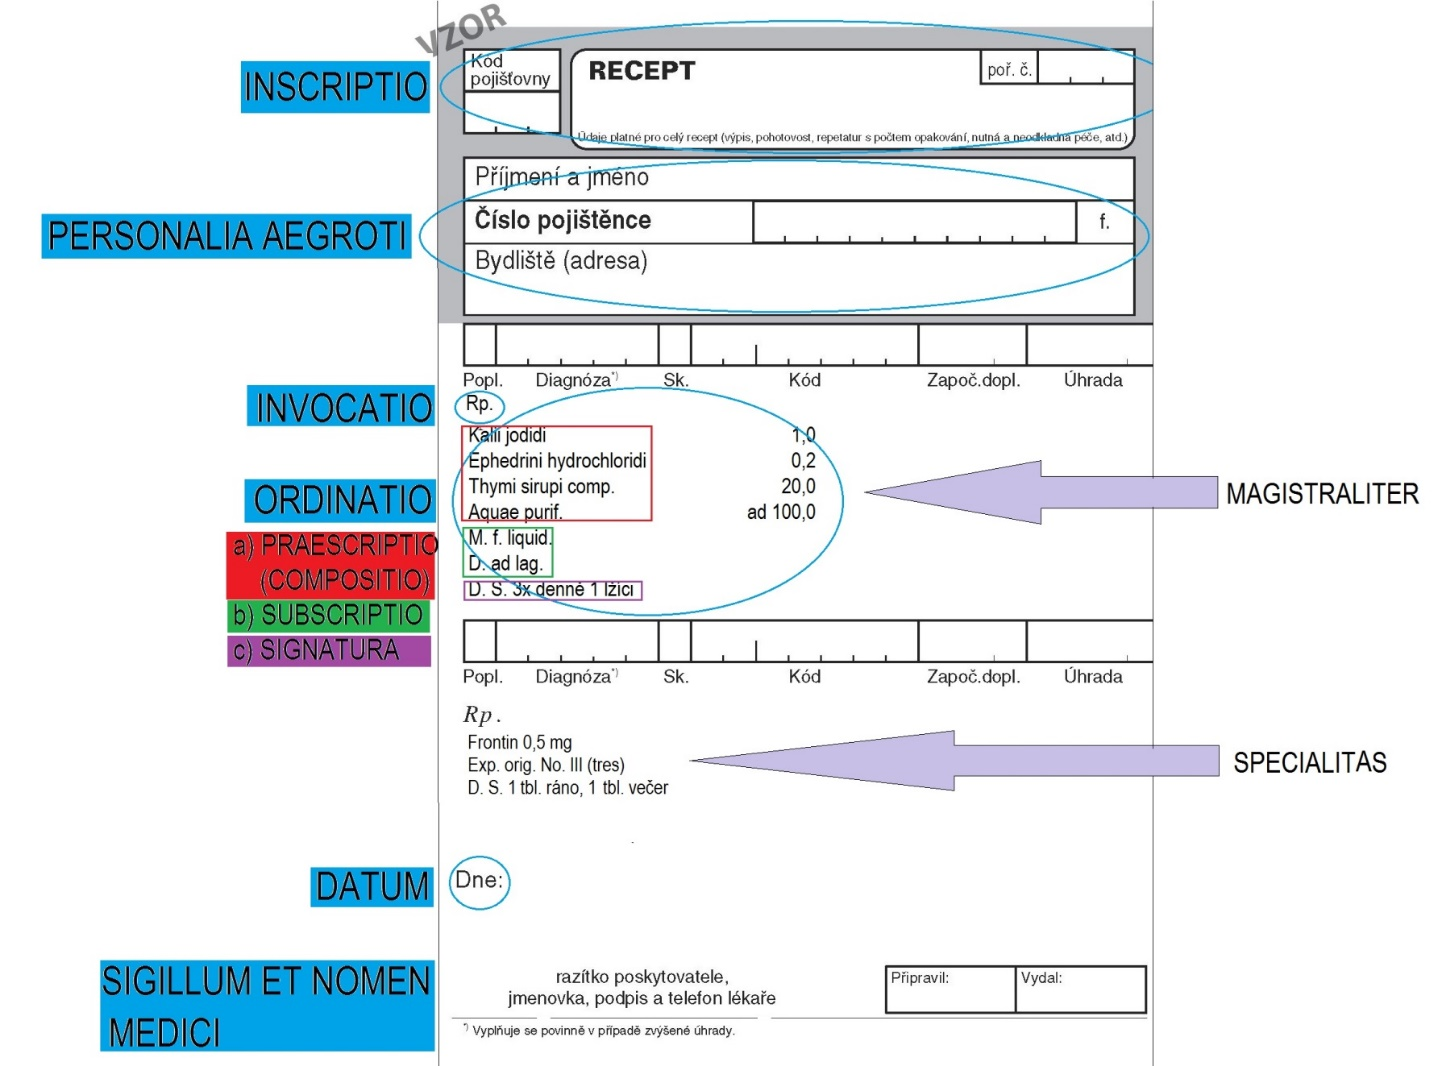 VZOR
INSCRIPTIO
Kód
pojišťovny
RECEPT
poř. č.
Údaje platné pro celý recept (výpis, pohotovost, repetatur s počtem opakování, nutná a neodkladná péče, atd.)
Příjmení a jméno
PERSONALIA AEGROTI
Číslo pojištěnce
f.
Bydliště (adresa)
Popl. Diagnóza*) Sk. Kód Započ.dopl. Úhrada
INVOCATIO
Rp.
Kalii jodidi 1,0
Ephedrini hydrochloridi 0,2
Thymi sirupi comp. 20,0
Aquae purif. ad 100,0
MAGISTRALITER
ORDINATIO
a) PRAESCRIPTIO
(COMPOSITIO)
b) SUBSCRIPTIO
c) SIGNATURA
M. f. liquid.
D. ad lag.
D. S. 3x denně 1 lžíci
Popl. Diagnóza*) Sk. Kód Započ.dopl. Úhrada
Rp.
Frontin 0,5 mg
Exp. orig. No. III (tres)
D. S. 1 tbl. ráno, 1 tbl. večer
SPECIALITAS
DATUM
Dne:
SIGILLUM ET NOMEN
MEDICI
razítko poskytovatele,
jmenovka, podpis a telefon lékaře
Připravil: Vydal:
*) Vyplňuje se povinně v případě zvýšené úhrady.